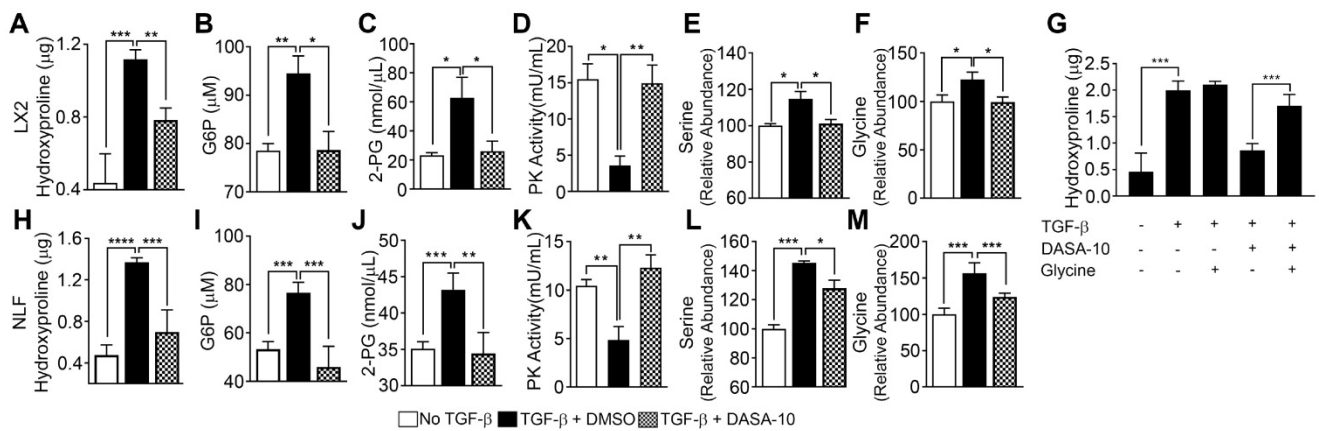 A
LX2
Hydroxyproline (µg)
1.2
0.8
0.4
*** **
B
G6P (µM)
100
90
80
70
** *
C
2-PG (nmol/µL)
100
80
60
40
20
0
* *
D
PK Activity(mU/mL)
20
15
10
5
0
* **
E
Serine
(Relative Abundance)
140
120
100
80
60
* *
F
Glycine
(Relative Abundance)
150
100
50
0
* *
G
Hydroxyproline (µg)
2.5
2.0
1.5
1.0
0.5
0
*** ***
TGF-β - + + + +
DASA-10 - - - + +
Glycine - - + - +
H
NLF
Hydroxyproline (µg)
1.6
1.2
0.8
0.4
**** ***
I
G6P (µM)
100
80
60
40
*** ***
J
2-PG (nmol/µL)
50
45
40
35
30
*** **
K
PK Activity(mU/mL)
15
10
5
0
** **
L
Serine
(Relative Abundance)
160
140
120
100
80
60
*** *
M
Glycine
(Relative Abundance)
200
150
100
50
0
*** ***
No TGF-β TGF-β + DMSO TGF-β + DASA-10